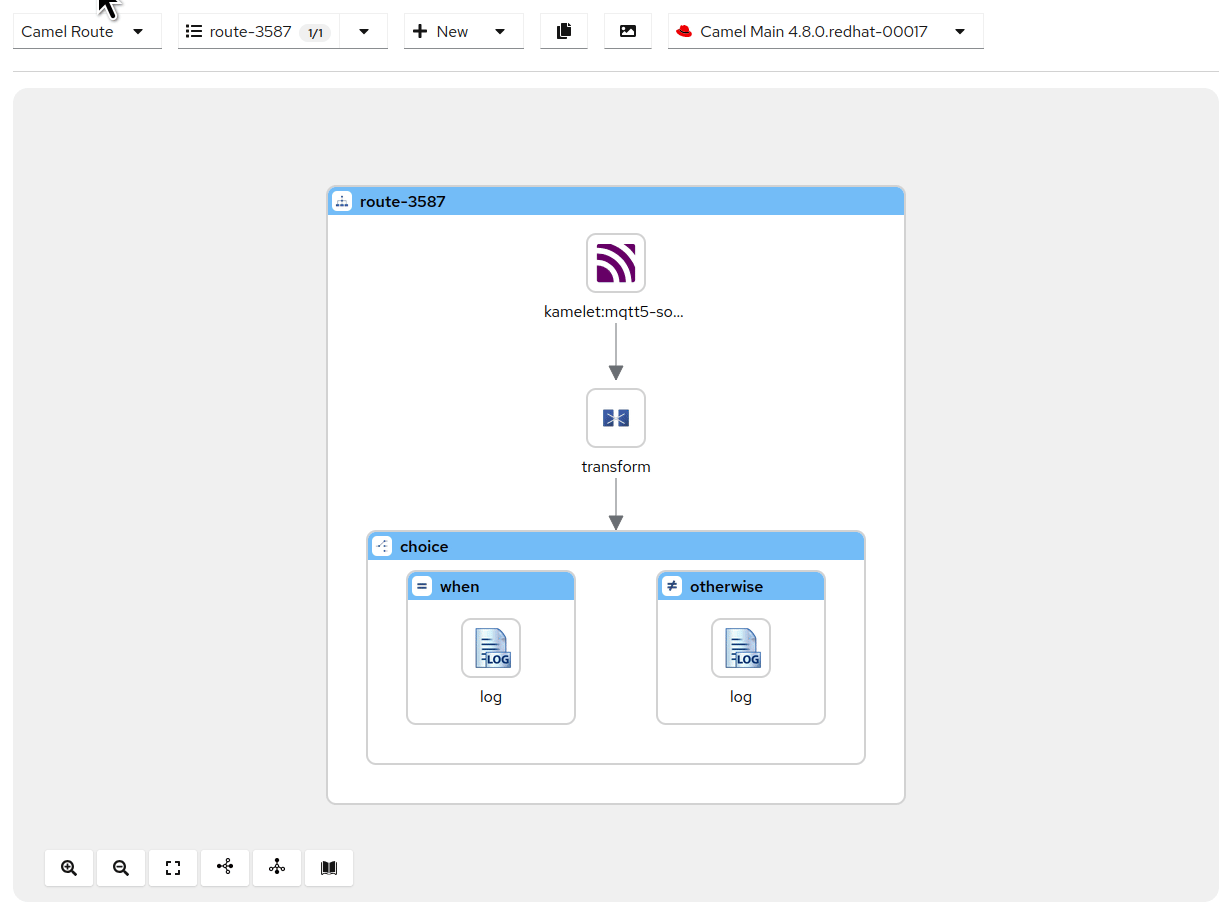 Camel Route
route-3587 1/1
New
Camel Main 4.8.0.redhat-00017
route-3587
kamelet:mqtt5-so...
transform
choice
when
otherwise
LOG
LOG
log
log